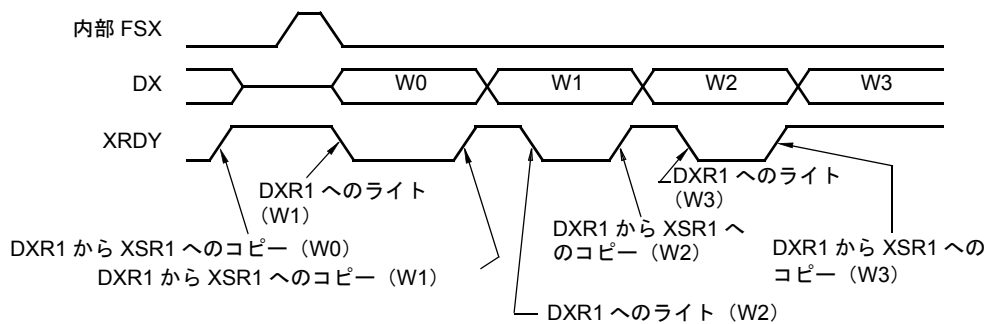 内部 FSX
DX
W0
W1
W2
W3
XRDY
DXR1 へのライト
（W1）
DXR1 から XSR1 へのコピー（W0）
DXR1 から XSR1 へのコピー（W1）
DXR1 へのライト（W2）
DXR1 から XSR1 へ
のコピー（W2）
DXR1 へのライト
（W3）
DXR1 から XSR1 への
コピー（W3）